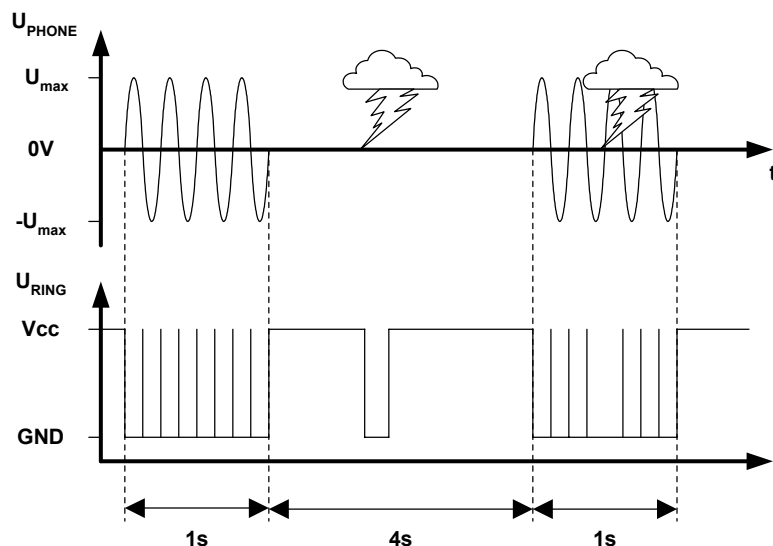 U_PHONE
U_max
0V
t
-U_max
U_RING
Vcc
GND
1s 4s 1s